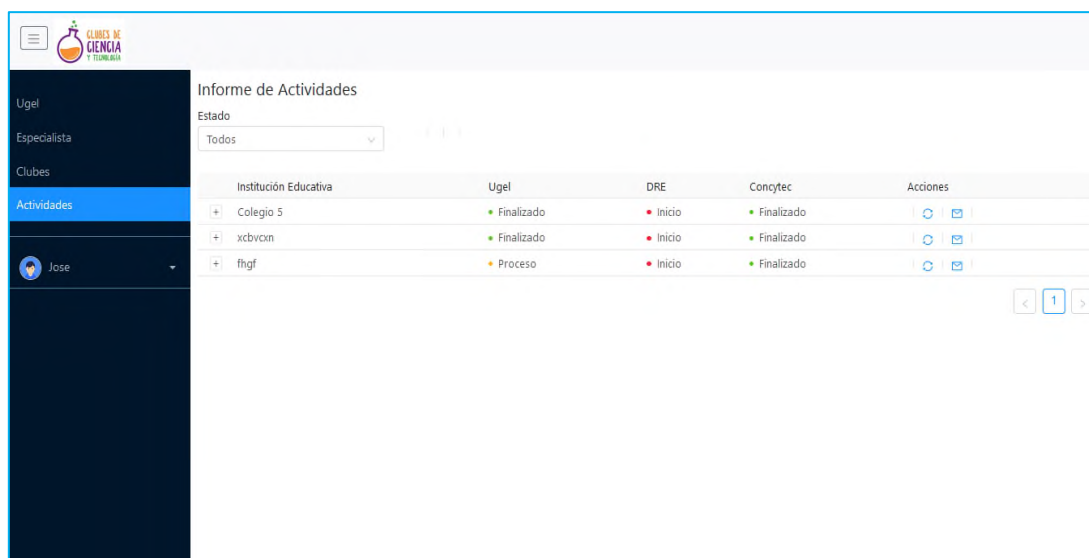 CLUBES DE
CIENCIA
Y TECNOLOGÍA
Ugel
Especialista
Clubes
Actividades
Jose
Informe de Actividades
Estado
Todos
Institución Educativa Ugel DRE Concytec Acciones
+ Colegio 5 Finalizado Inicio Finalizado
+ xcbvcxn Finalizado Inicio Finalizado
+ fhgf Proceso Inicio Finalizado
< 1 >